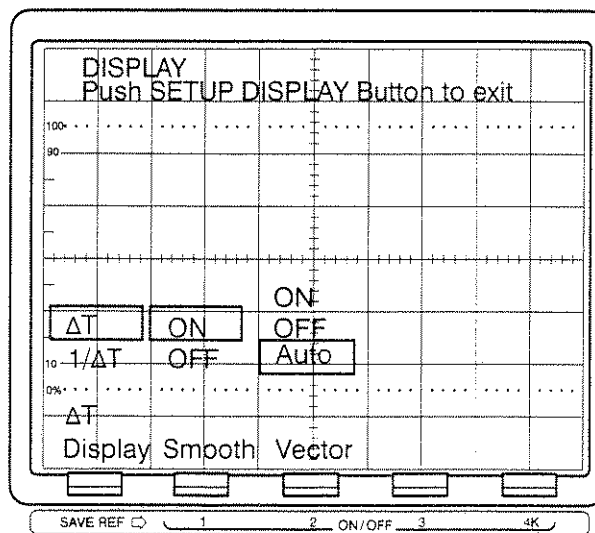 DISPLAY
Push SETUP DISPLAY Button to exit
100
90
ON
ΔT ON OFF
1/ΔT OFF Auto
10
0%
ΔT
Display Smooth Vector
SAVE REF ⇨ 1 2 ON/OFF 3 4K